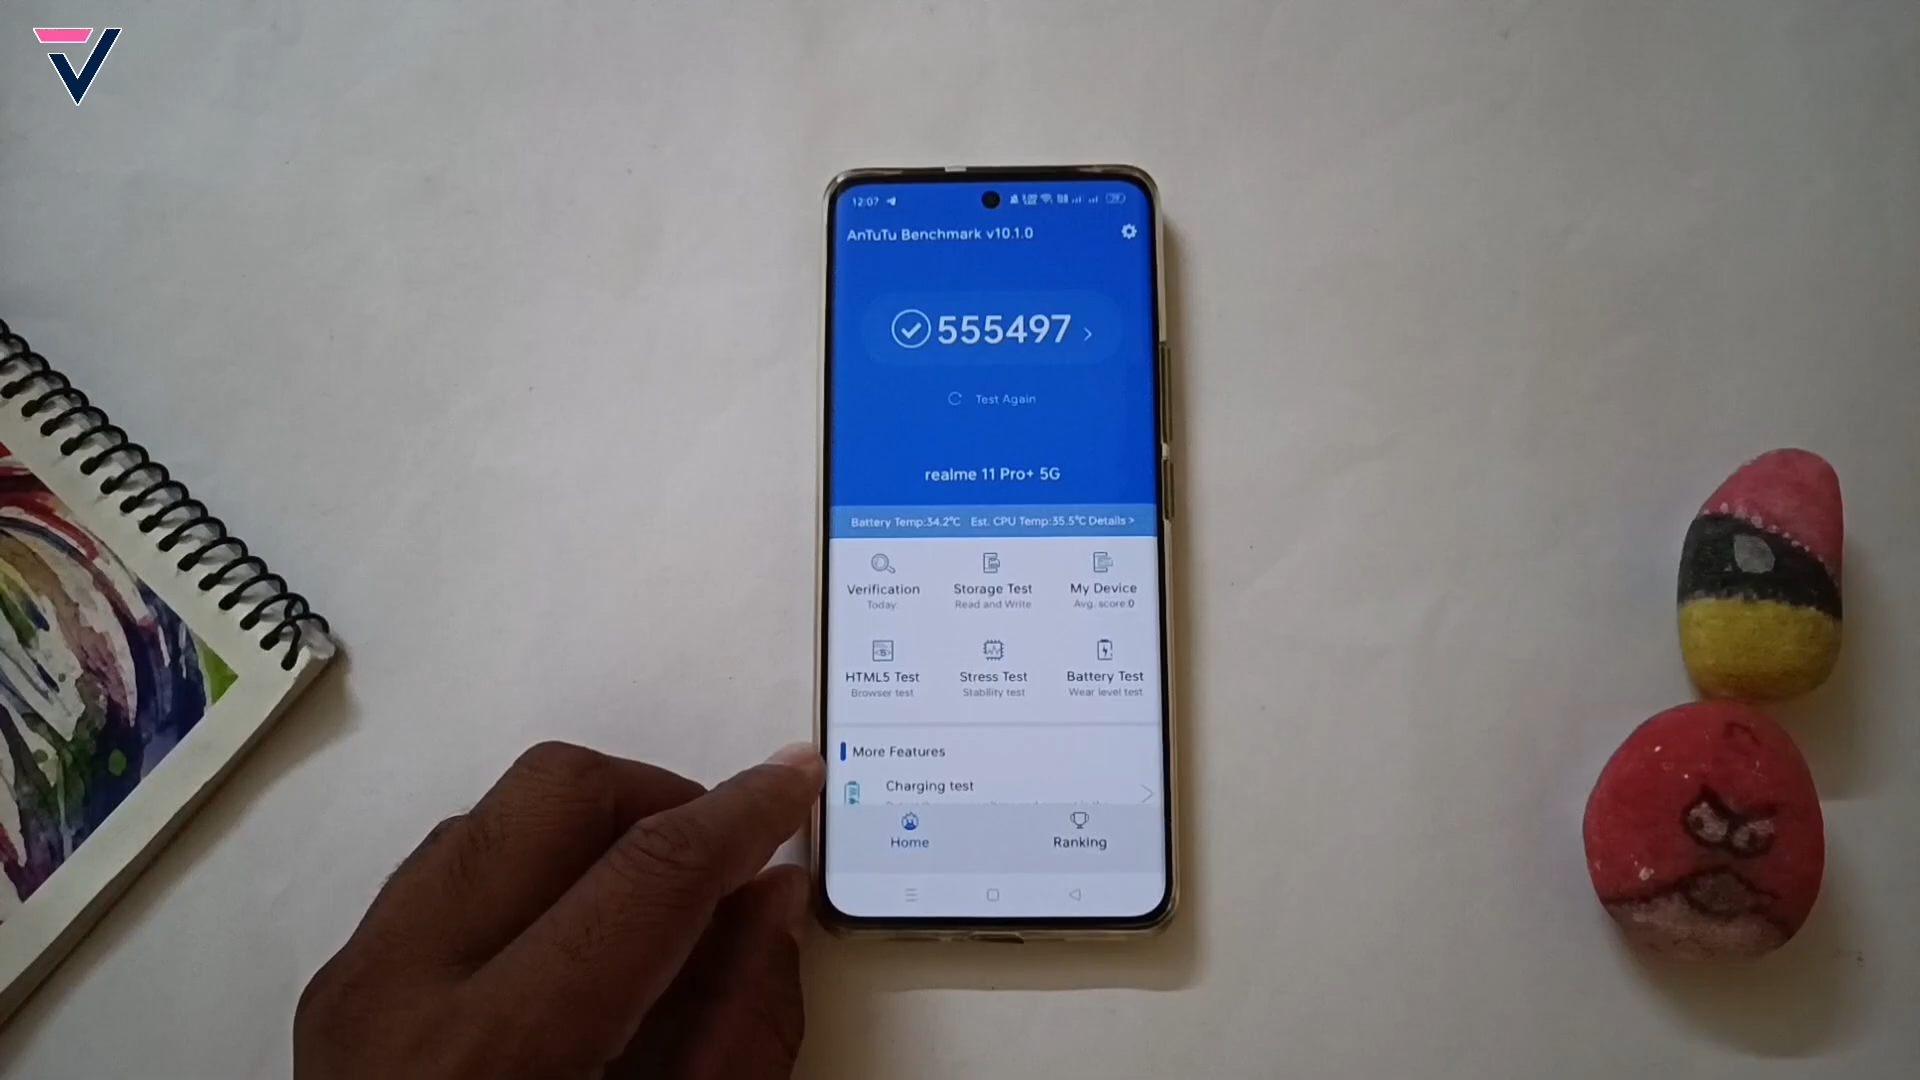 12:07
AnTuTu Benchmark v10.1.0
555497
Test Again
realme 11 Pro+ 5G
Battery Temp:34.2℃ Est. CPU Temp:35.5℃ Details >
Verification Storage Test My Device
Today Read and Write Avg. score:0
HTML5 Test Stress Test Battery Test
Browser test Stability test Wear level test
More Features
Charging test
Home Ranking